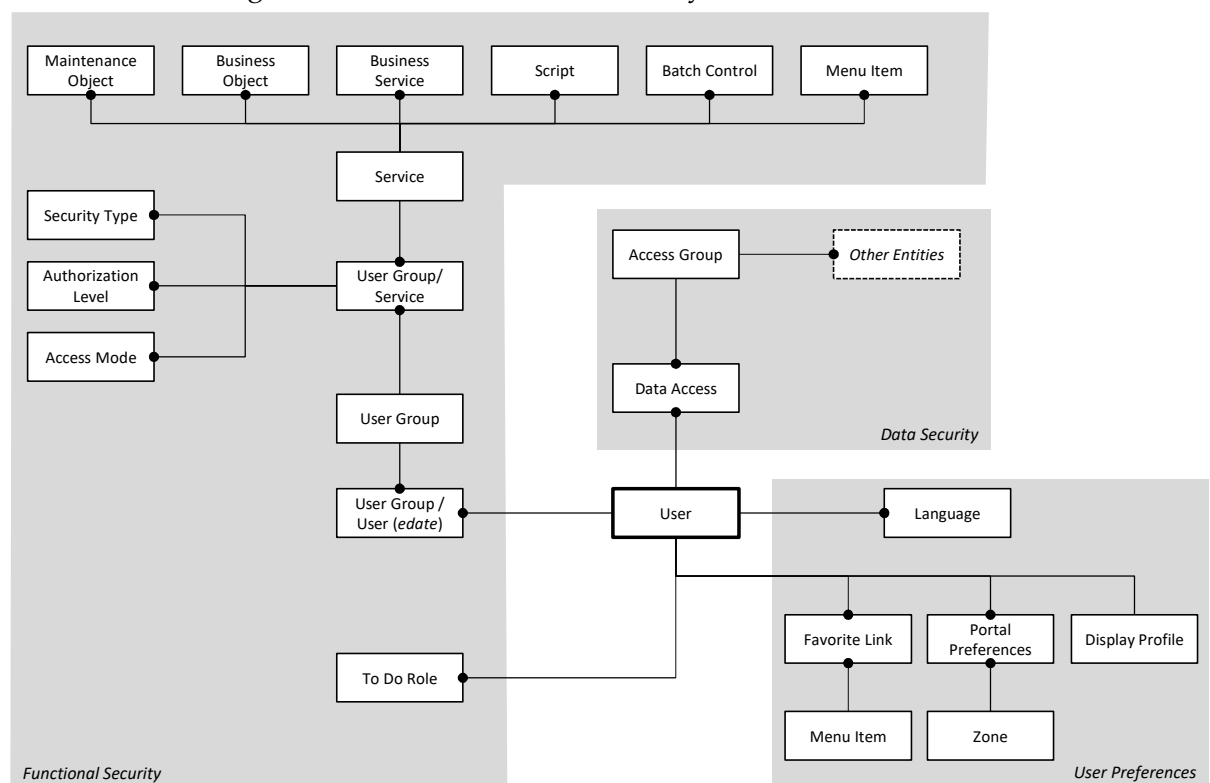 Maintenance
Object
Business
Object
Business
Service
Script
Batch Control
Menu Item
Service
Security Type
Authorization
Level
Access Mode
User Group/
Service
User Group
User Group /
User (edate)
To Do Role
Functional Security
Access Group
Other Entities
Data Access
Data Security
User
Language
Favorite Link
Portal
Preferences
Display Profile
Menu Item
Zone
User Preferences